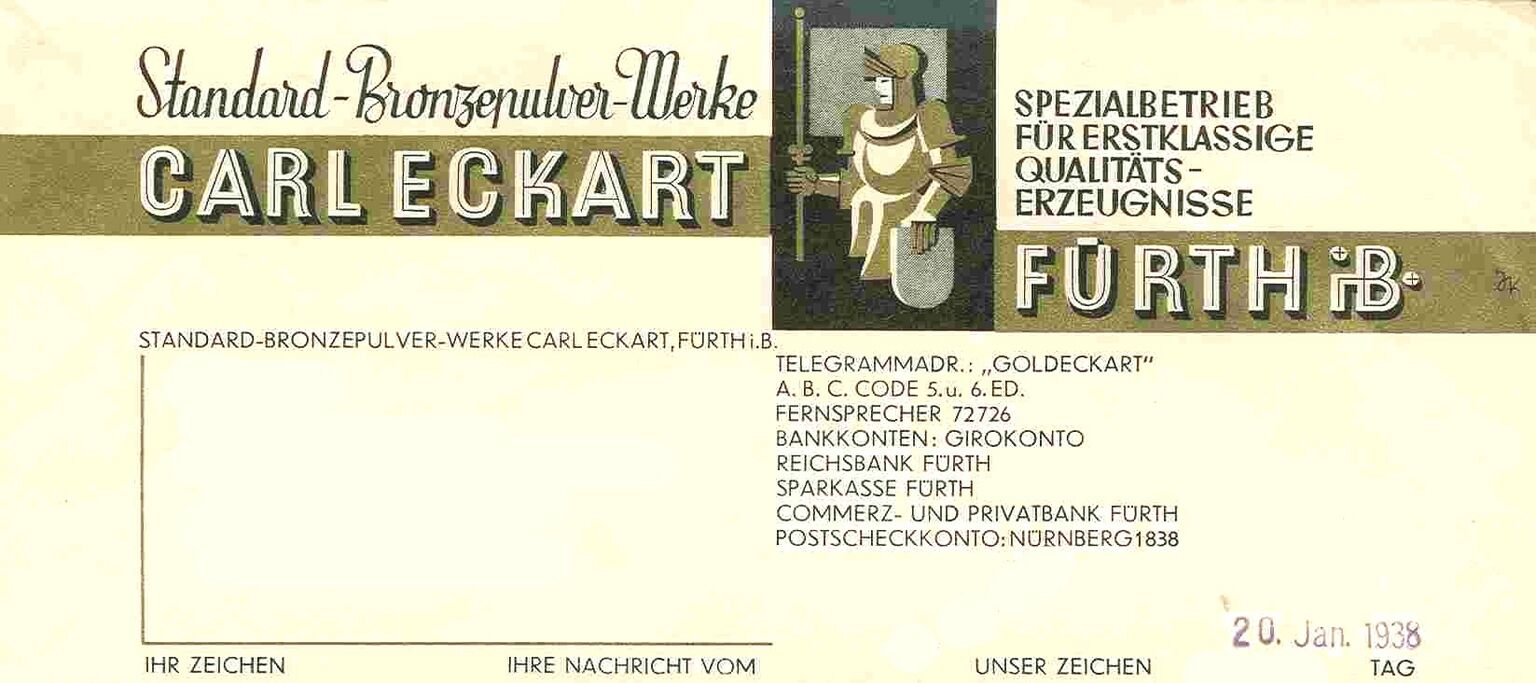 Standard-Bronzepulver-Werke
CARL ECKART
SPEZIALBETRIEB
FÜR ERSTKLASSIGE
QUALITÄTS-
ERZEUGNISSE
FÜRTH i.B.
STANDARD-BRONZEPULVER-WERKE CARL ECKART, FÜRTH i.B.
TELEGRAMMADR.: „GOLDECKART"
A. B. C. CODE 5. u. 6. ED.
FERNSPRECHER 72726
BANKKONTEN: GIROKONTO
REICHSBANK FÜRTH
SPARKASSE FÜRTH
COMMERZ- UND PRIVATBANK FÜRTH
POSTSCHECKKONTO: NÜRNBERG 1838
20. Jan. 1938
IHR ZEICHEN IHRE NACHRICHT VOM UNSER ZEICHEN TAG